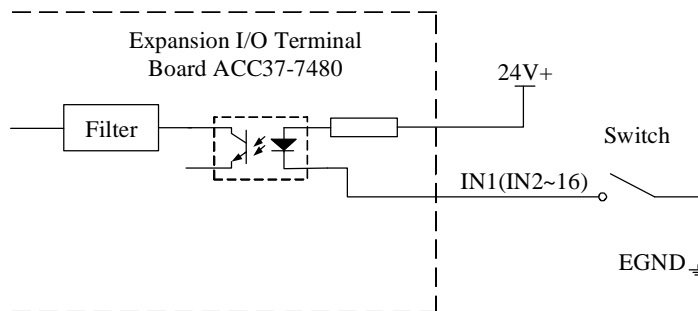 Expansion I/O Terminal
Board ACC37-7480
24V+
Filter
Switch
IN1(IN2~16)
EGND